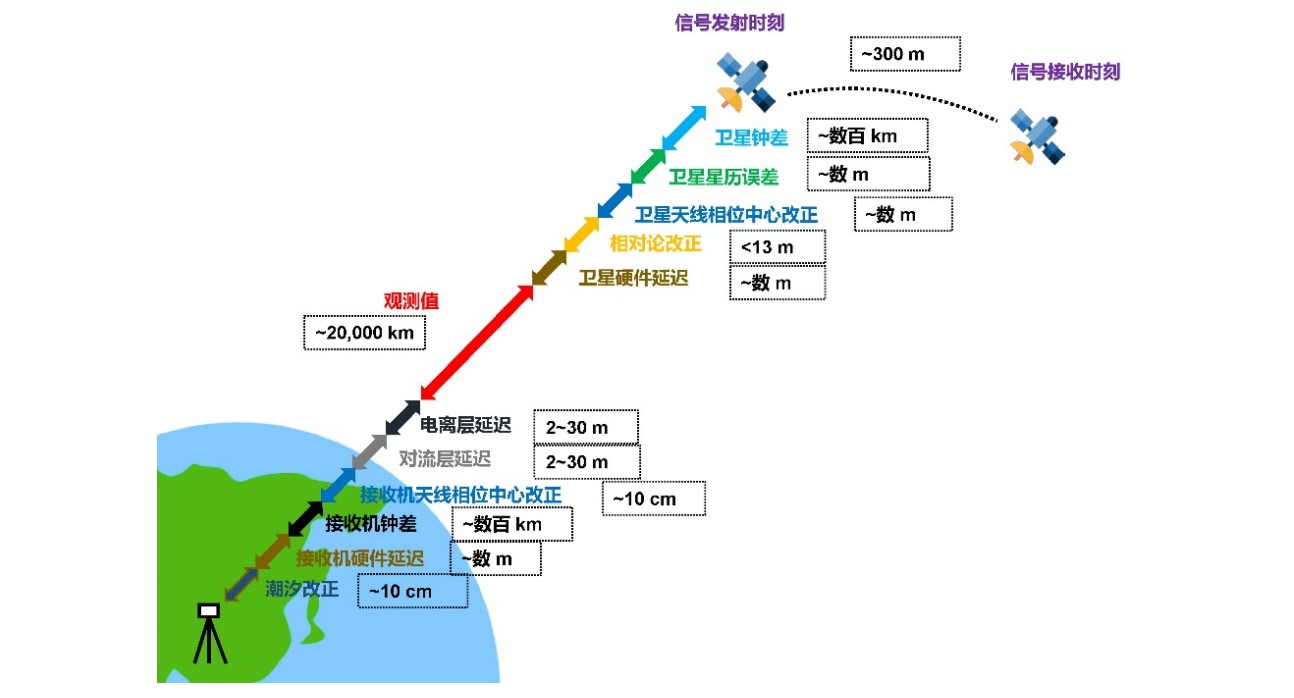 信号发射时刻
~300 m
信号接收时刻
卫星钟差
~数百 km
卫星星历误差
~数 m
卫星天线相位中心改正
~数 m
相对论改正
<13 m
卫星硬件延迟
~数 m
观测值
~20,000 km
电离层延迟
2~30 m
对流层延迟
2~30 m
接收机天线相位中心改正
~10 cm
接收机钟差
~数百 km
接收机硬件延迟
~数 m
潮汐改正
~10 cm